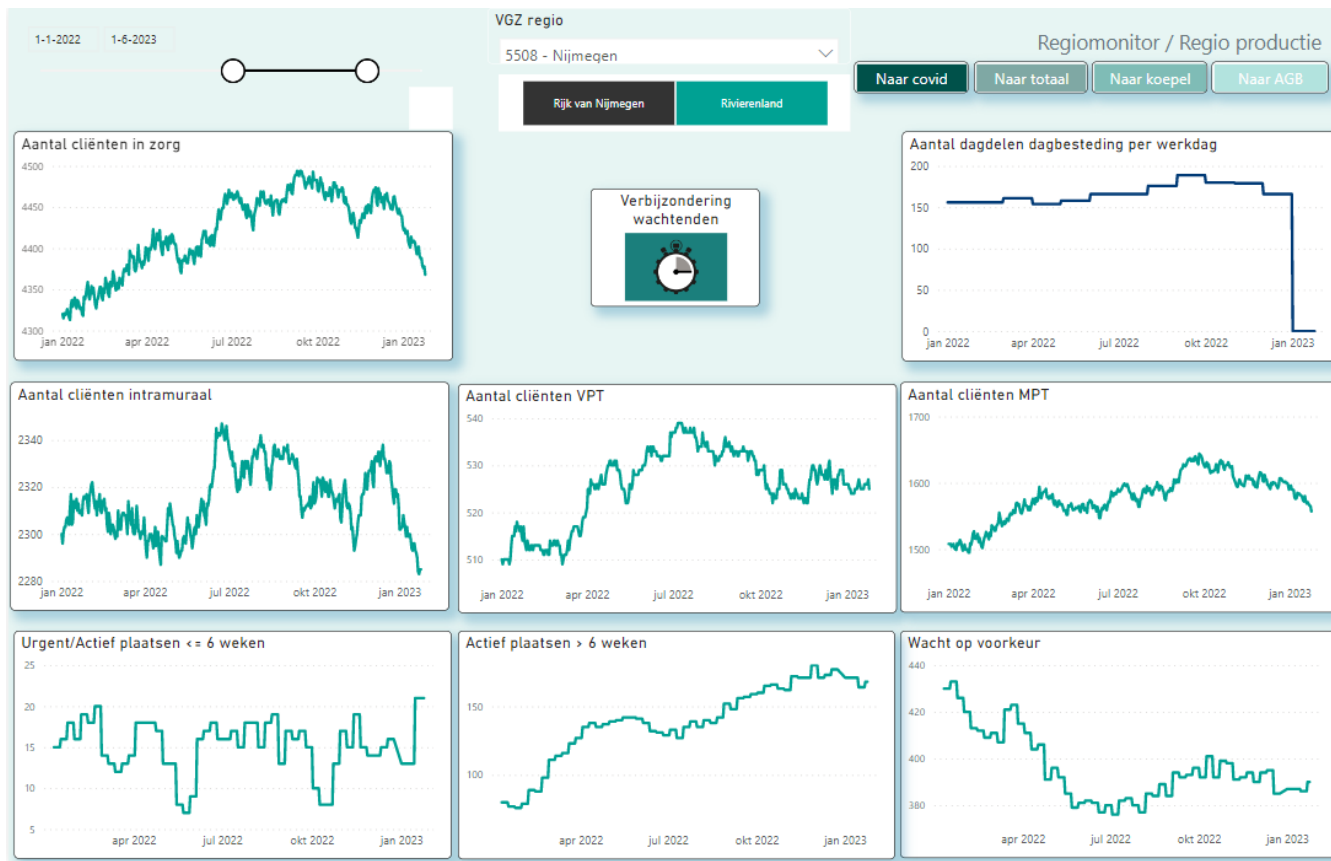 1-1-2022
1-6-2023
VGZ regio
5508 - Nijmegen
Rijk van Nijmegen
Rivierenland
Regiomonitor / Regio productie
Naar covid
Naar totaal
Naar koepel
Naar AGB
Aantal cliënten in zorg
4500
4450
4400
4350
4300
jan 2022
apr 2022
jul 2022
okt 2022
jan 2023
Verbijzondering
wachtenden
Aantal dagdelen dagbesteding per werkdag
200
150
100
50
0
jan 2022
apr 2022
jul 2022
okt 2022
jan 2023
Aantal cliënten intramuraal
2340
2320
2300
2280
jan 2022
apr 2022
jul 2022
okt 2022
jan 2023
Aantal cliënten VPT
540
530
520
510
jan 2022
apr 2022
jul 2022
okt 2022
jan 2023
Aantal cliënten MPT
1700
1600
1500
jan 2022
apr 2022
jul 2022
okt 2022
jan 2023
Urgent/Actief plaatsen <= 6 weken
25
20
15
10
5
apr 2022
jul 2022
okt 2022
jan 2023
Actief plaatsen > 6 weken
150
100
apr 2022
jul 2022
okt 2022
jan 2023
Wacht op voorkeur
440
420
400
380
apr 2022
jul 2022
okt 2022
jan 2023